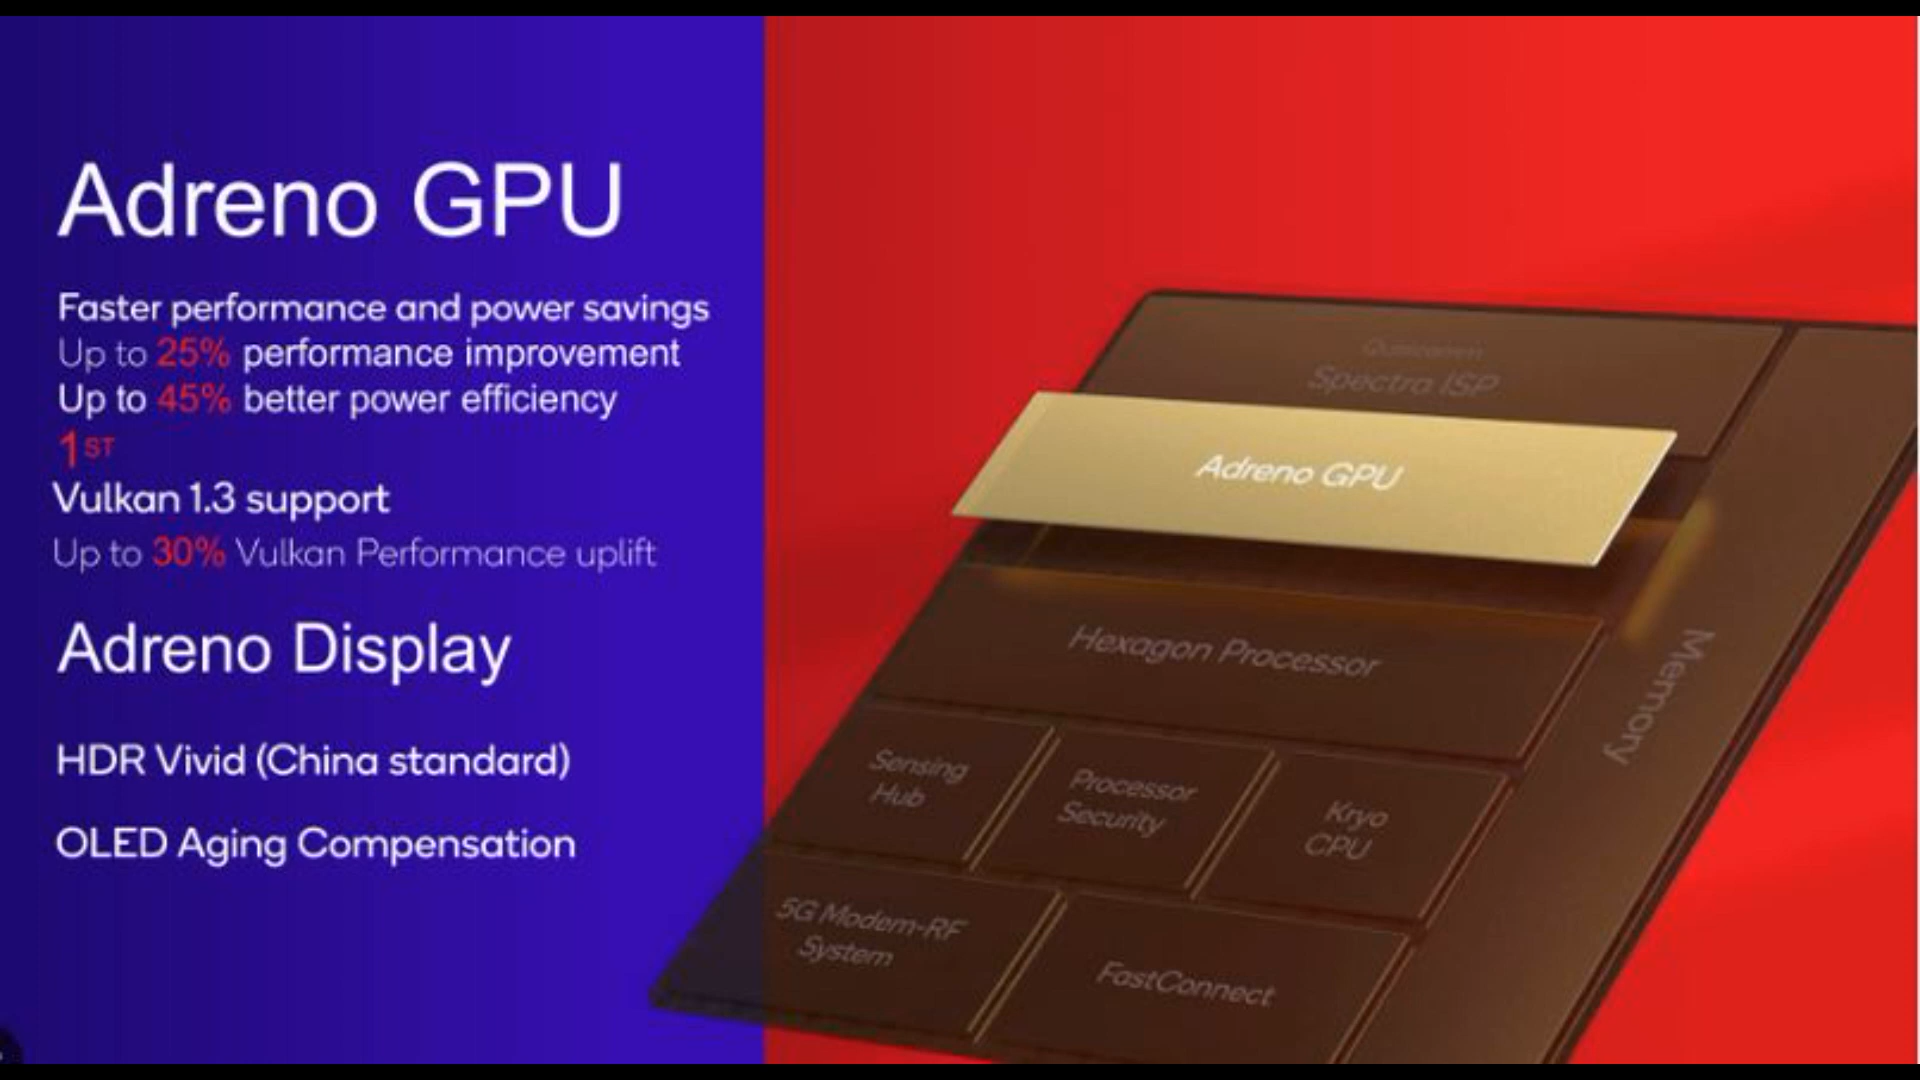 Adreno GPU
Faster performance and power savings
Up to 25% performance improvement
Up to 45% better power efficiency
1ST
Vulkan 1.3 support
Up to 30% Vulkan Performance uplift
Adreno Display
HDR Vivid (China standard)
OLED Aging Compensation
Qualcomm
Spectra ISP
Adreno GPU
Hexagon Processor
Memory
Sensing
Hub
Processor
Security
Kryo
CPU
5G Modem-RF
System
FastConnect